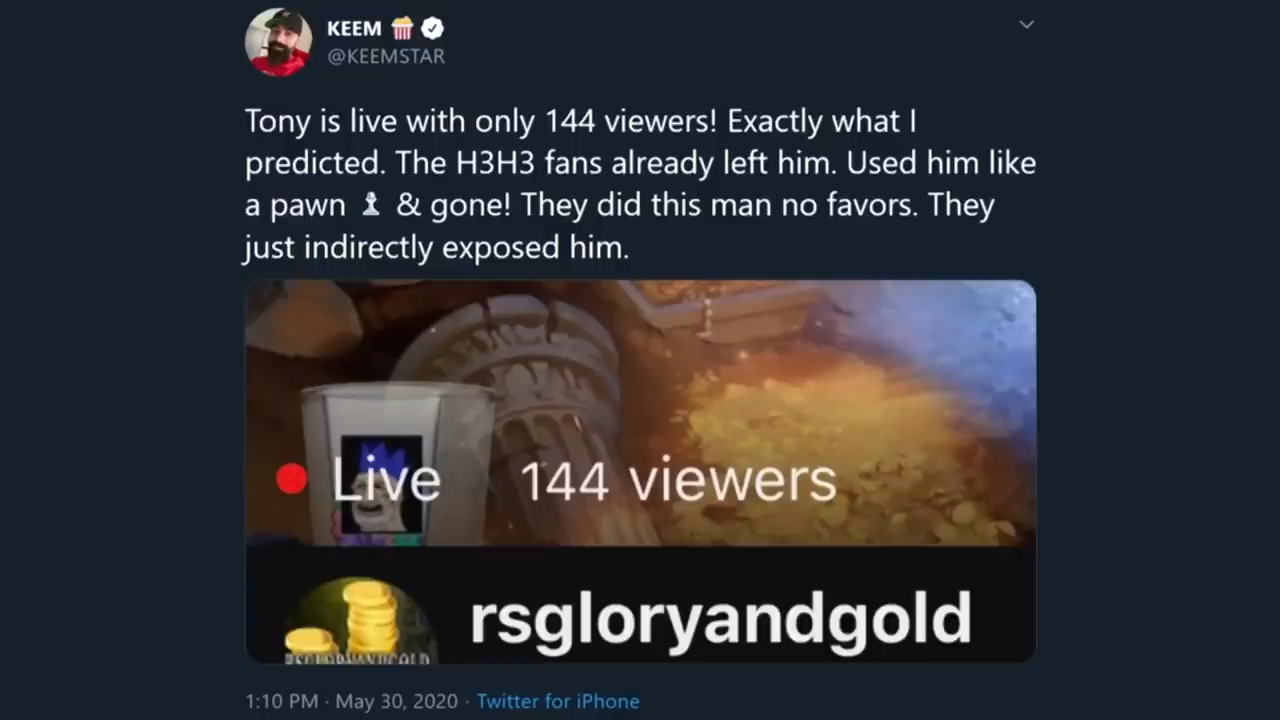 KEEM 🍿
@KEEMSTAR
Tony is live with only 144 viewers! Exactly what I
predicted. The H3H3 fans already left him. Used him like
a pawn ♟ & gone! They did this man no favors. They
just indirectly exposed him.
Live 144 viewers
rsgloryandgold
RSGLORYANDGOLD
1:10 PM · May 30, 2020 · Twitter for iPhone